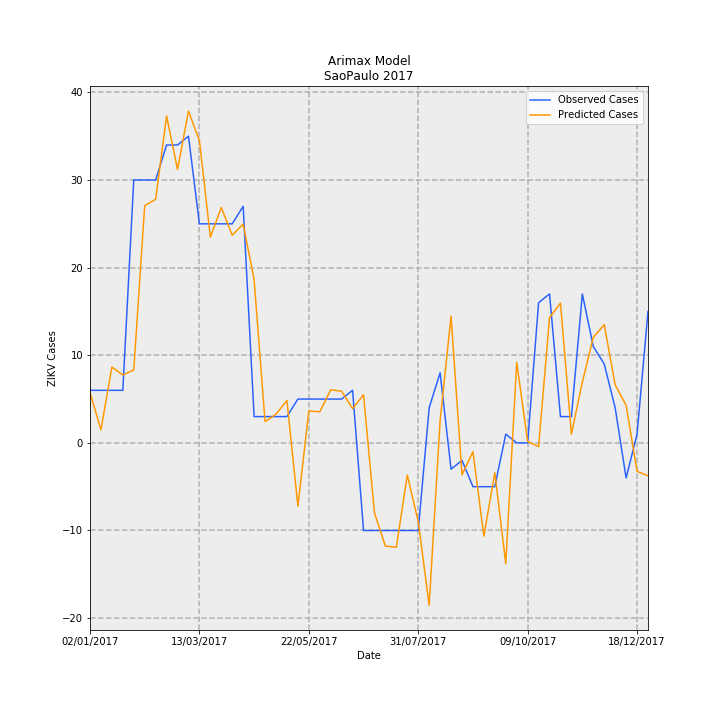 Arimax Model
SaoPaulo 2017
Observed Cases
Predicted Cases
40
30
20
10
0
−10
−20
ZIKV Cases
02/01/2017
13/03/2017
22/05/2017
31/07/2017
09/10/2017
18/12/2017
Date